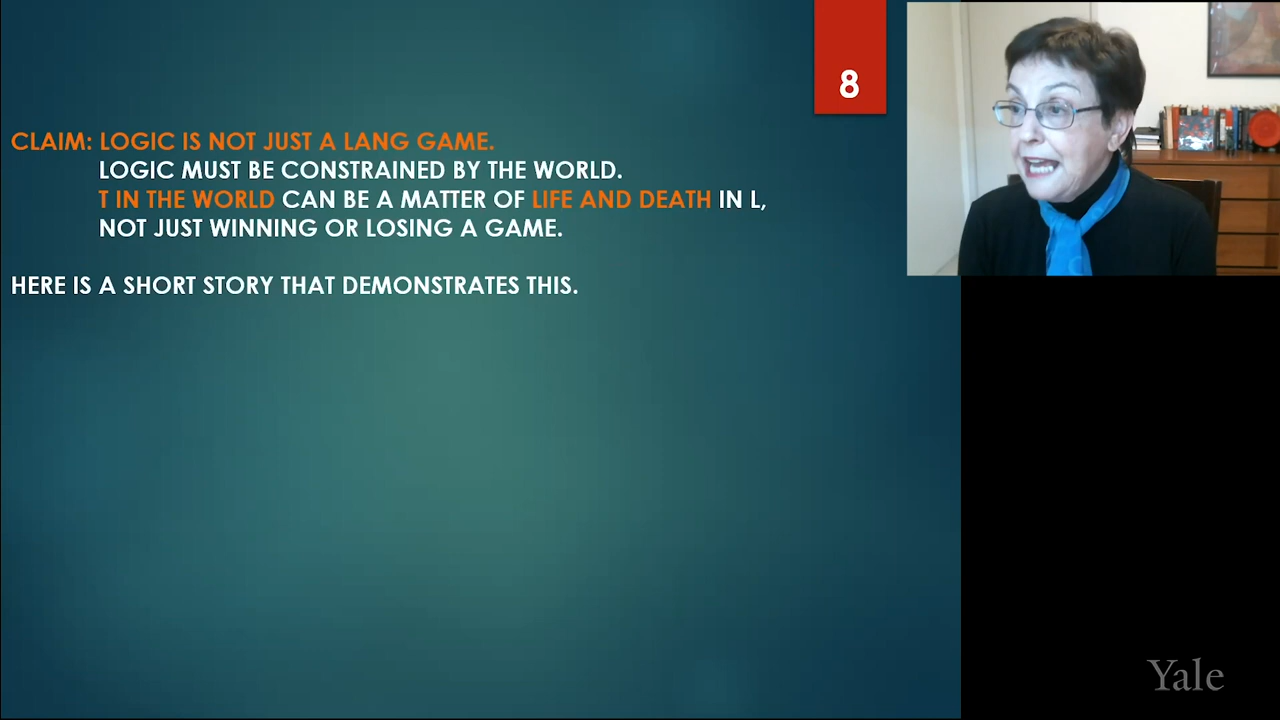 8
CLAIM: LOGIC IS NOT JUST A LANG GAME.
LOGIC MUST BE CONSTRAINED BY THE WORLD.
T IN THE WORLD CAN BE A MATTER OF LIFE AND DEATH IN L,
NOT JUST WINNING OR LOSING A GAME.
HERE IS A SHORT STORY THAT DEMONSTRATES THIS.
Yale